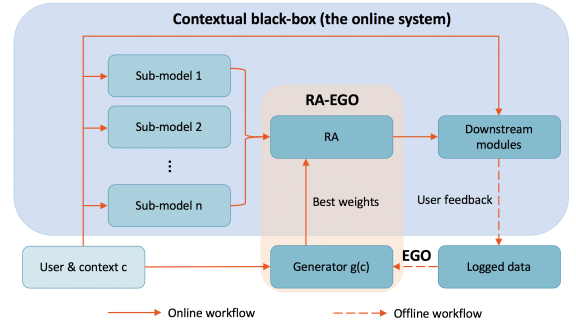 Contextual black-box (the online system)
Sub-model 1
RA-EGO
Sub-model 2
RA
Downstream
modules
⋮
Best weights
User feedback
Sub-model n
User & context c
Generator g(c)
EGO
Logged data
Online workflow
Offline workflow